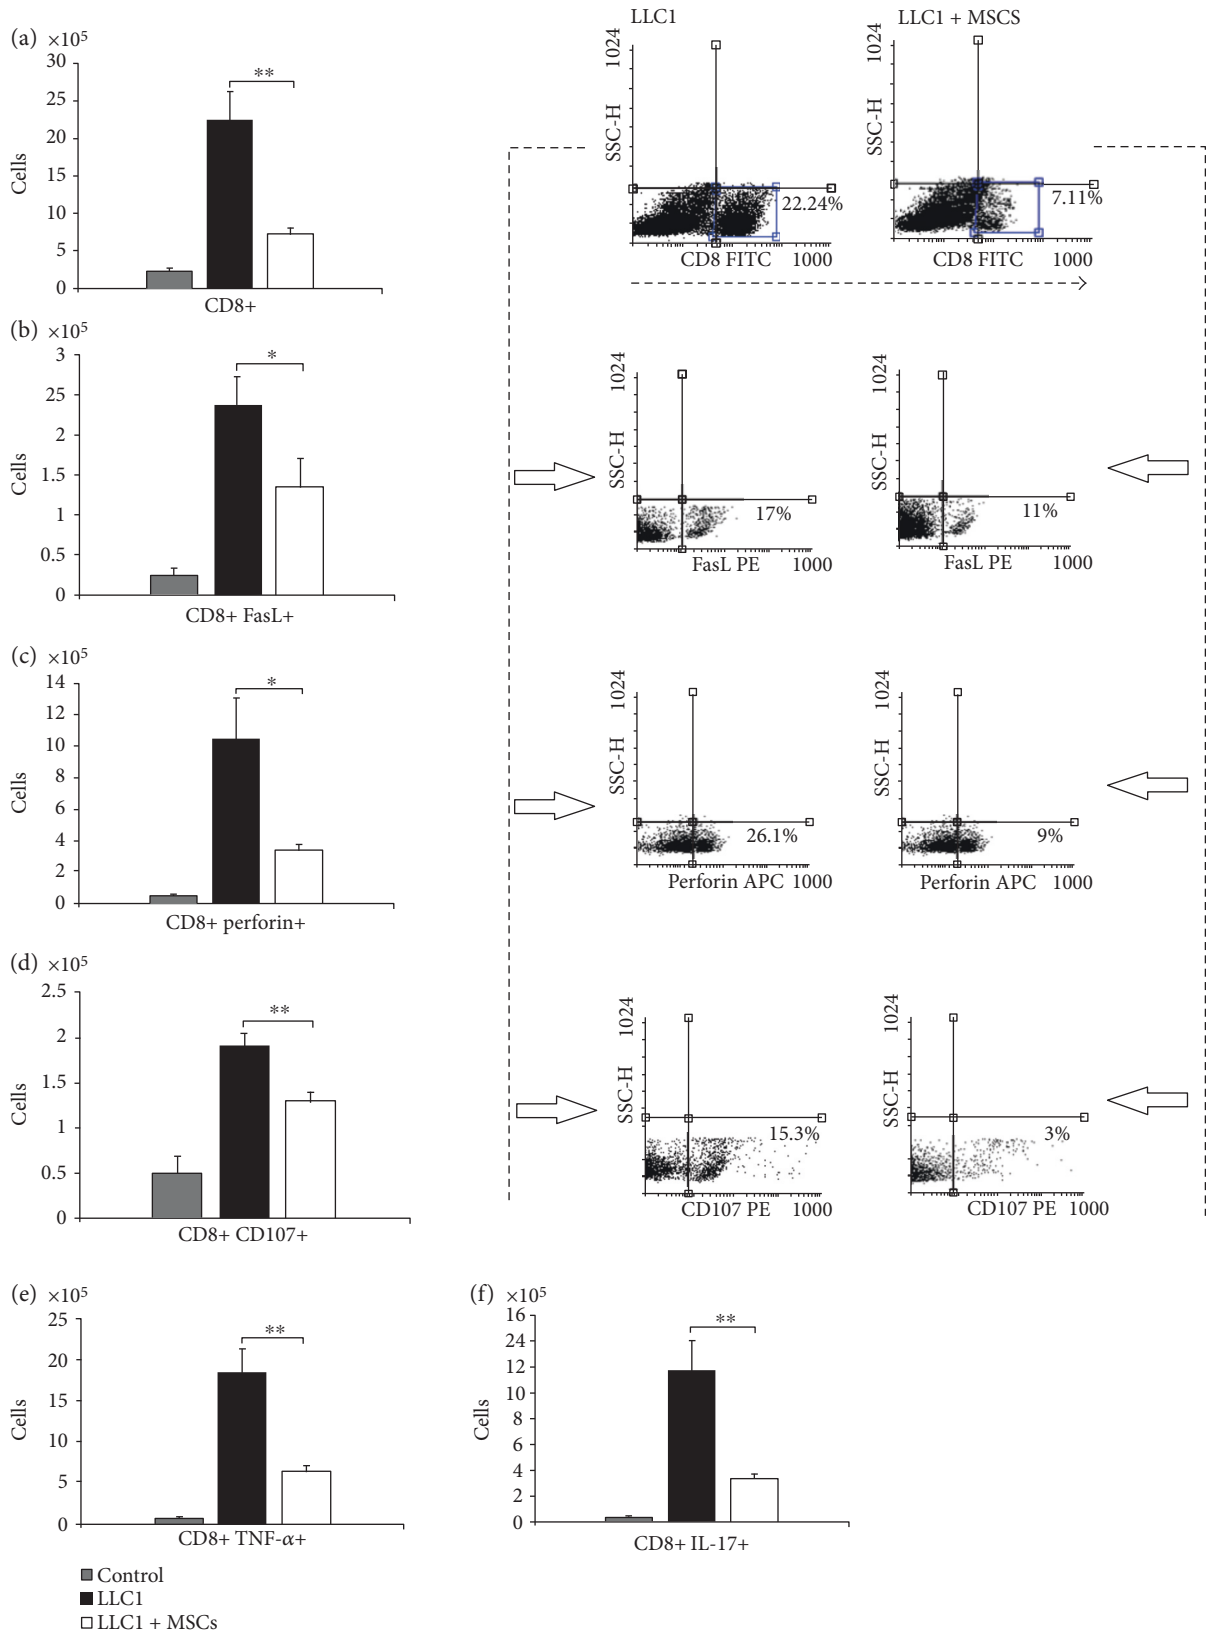 (a) ×10⁵
30
25
20
15
10
5
0
Cells
**
CD8+
LLC1
1024
SSC-H
22.24%
CD8 FITC 1000
LLC1 + MSCS
1024
SSC-H
7.11%
CD8 FITC 1000
(b) ×10⁵
3
2.5
2
1.5
1
0.5
0
Cells
*
CD8+ FasL+
1024
SSC-H
17%
FasL PE 1000
1024
SSC-H
11%
FasL PE 1000
(c) ×10⁵
14
12
10
8
6
4
2
0
Cells
*
CD8+ perforin+
1024
SSC-H
26.1%
Perforin APC 1000
1024
SSC-H
9%
Perforin APC 1000
(d) ×10⁵
2.5
2
1.5
1
0.5
0
Cells
**
CD8+ CD107+
1024
SSC-H
15.3%
CD107 PE 1000
1024
SSC-H
3%
CD107 PE 1000
(e) ×10⁵
25
20
15
10
5
0
Cells
**
CD8+ TNF-α+
(f) ×10⁵
16
24
12
10
8
6
4
2
0
Cells
**
CD8+ IL-17+
Control
LLC1
LLC1 + MSCs